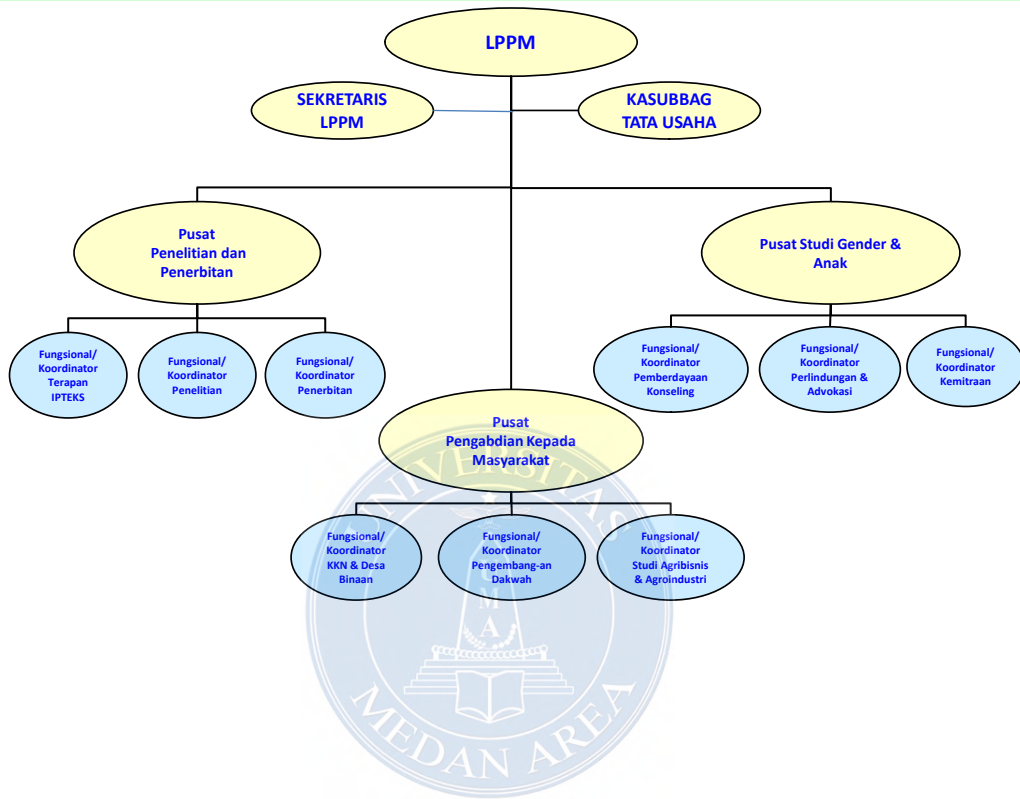 LPPM
SEKRETARIS
LPPM
KASUBBAG
TATA USAHA
Pusat
Penelitian dan
Penerbitan
Pusat Studi Gender &
Anak
Fungsional/
Koordinator
Terapan
IPTEKS
Fungsional/
Koordinator
Penelitian
Fungsional/
Koordinator
Penerbitan
Fungsional/
Koordinator
Pemberdayaan
Konseling
Fungsional/
Koordinator
Perlindungan &
Advokasi
Fungsional/
Koordinator
Kemitraan
Pusat
Pengabdian Kepada
Masyarakat
Fungsional/
Koordinator
KKN & Desa
Binaan
Fungsional/
Koordinator
Pengembang-an
Dakwah
Fungsional/
Koordinator
Studi Agribisnis
& Agroindustri
UNIVERSITAS
MEDAN AREA
U
M
A